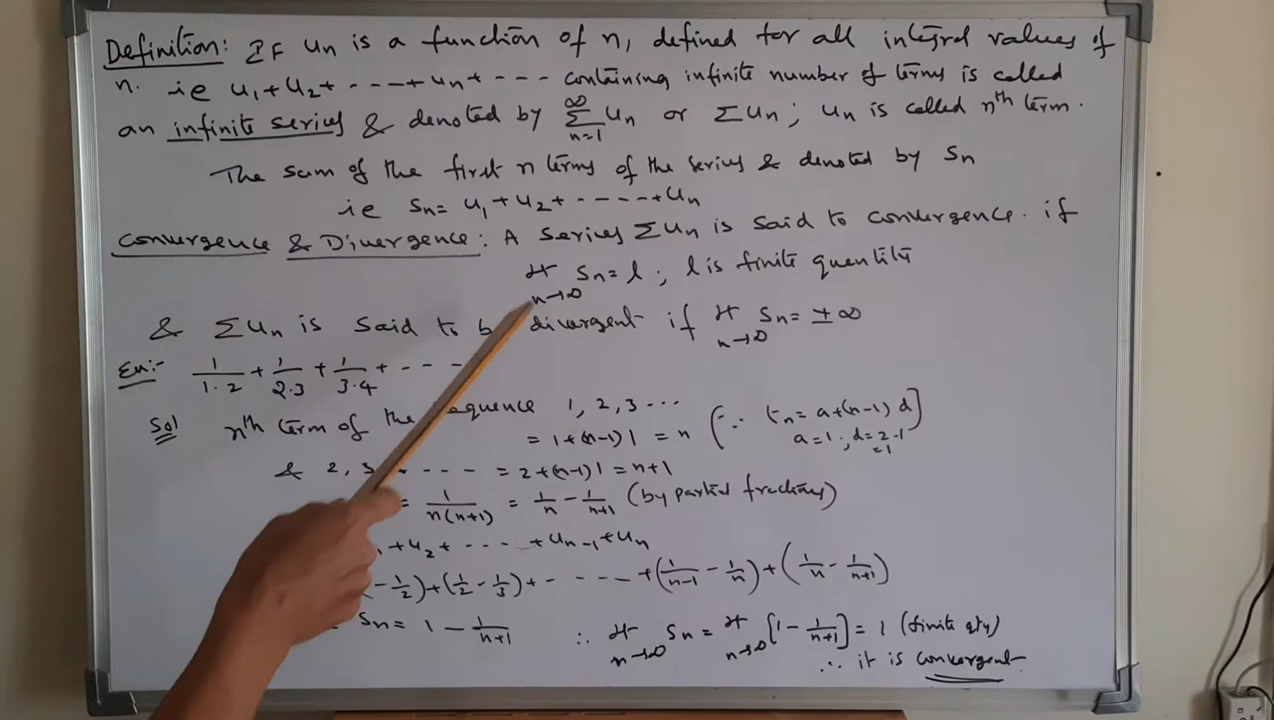 Definition: IF un is a function of n, defined for all integral values of
n. ie u1+u2+ - - - -+un+ - - - containing infinite number of terms is called
an infinite series & denoted by ∞∑n=1 un or ∑un; un is called nth term.
The sum of the first n terms of the series & denoted by Sn
ie Sn= u1+u2+ - - - - -+un
Convergence & Divergence: A series ∑un is said to convergence. if
Lt n→∞ Sn=l ; l is finite quantity
& ∑un is said to b divergent if Lt n→∞ Sn= ±∞
Ex:- 1/1.2 + 1/2.3 + 1/3.4 + - - -
Sol nth term of the equence 1, 2, 3 - - -
= 1+(n-1)1 = n (∵ tn= a+(n-1)d)
a=1, d=2-1
=1
& 2, 3 - - - - = 2+(n-1)1 = n+1
= 1/n(n+1) = 1/n - 1/n+1 (by partial fractions)
+u2+ - - - - +un-1+un
-1/2)+(1/2-1/3)+ - - - - -+(1/n-1 - 1/n)+(1/n - 1/n+1)
Sn= 1 - 1/n+1 ∴ Lt n→∞ Sn= Lt n→∞ [1 - 1/n+1]= 1 (finite qty)
∴ it is convergent